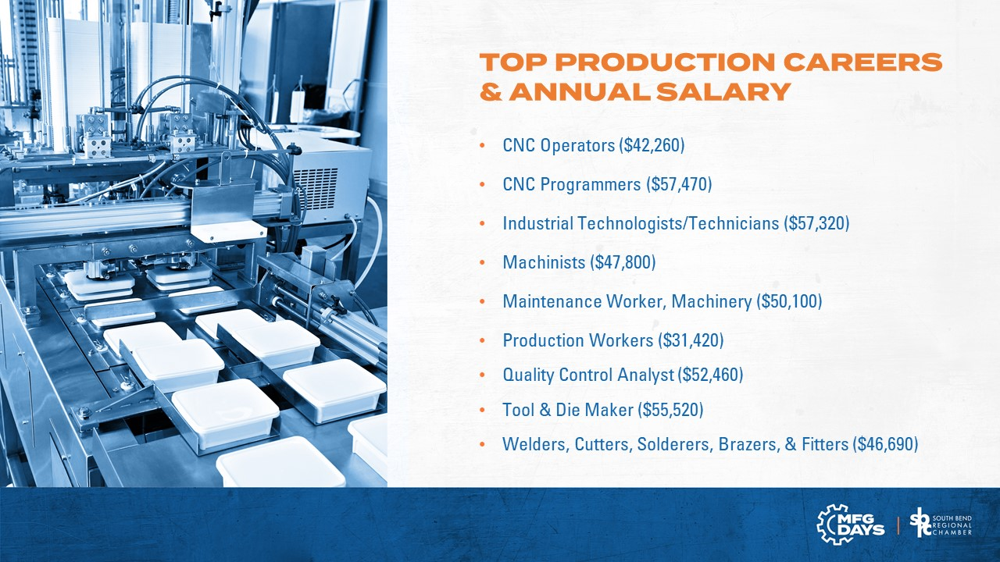 TOP PRODUCTION CAREERS
& ANNUAL SALARY
• CNC Operators ($42,260)
• CNC Programmers ($57,470)
• Industrial Technologists/Technicians ($57,320)
• Machinists ($47,800)
• Maintenance Worker, Machinery ($50,100)
• Production Workers ($31,420)
• Quality Control Analyst ($52,460)
• Tool & Die Maker ($55,520)
• Welders, Cutters, Solderers, Brazers, & Fitters ($46,690)
MFG
DAYS
sbrc
SOUTH BEND
REGIONAL
CHAMBER